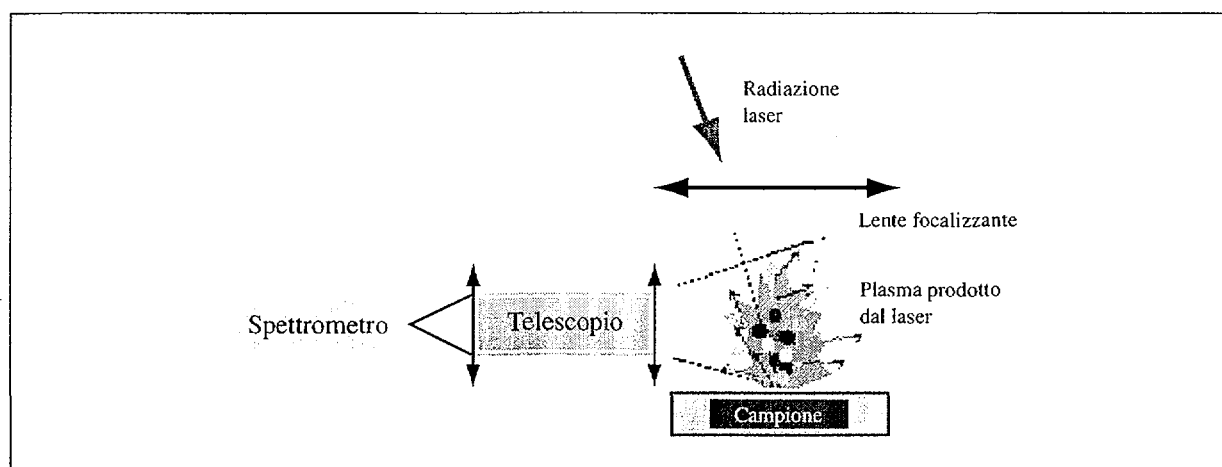 Radiazione
laser
Lente focalizzante
Plasma prodotto
dal laser
Spettrometro
Telescopio
Campione